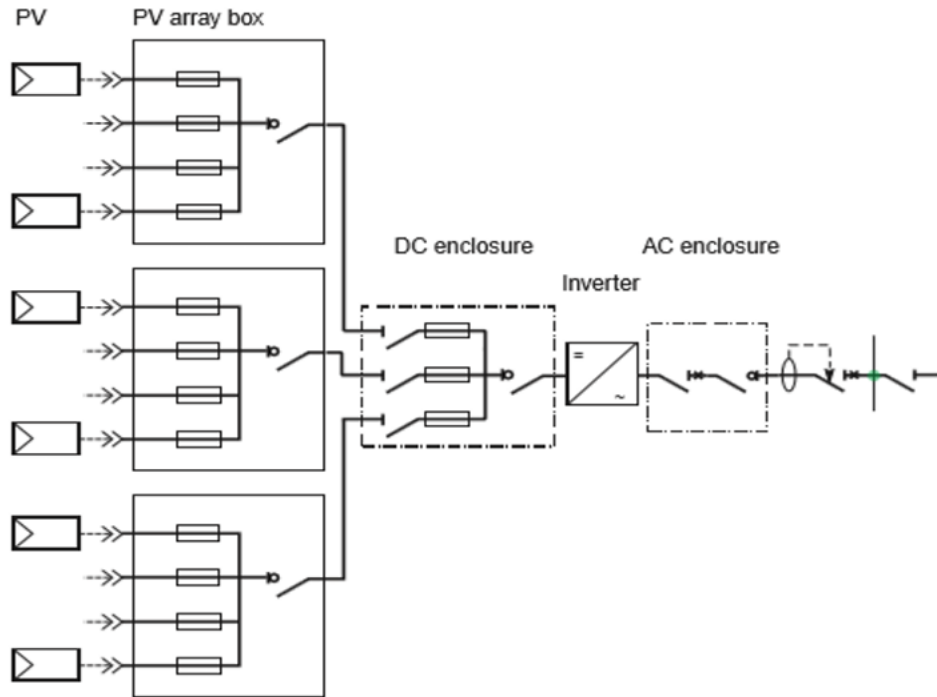 PV
PV array box
DC enclosure
AC enclosure
Inverter
=
~